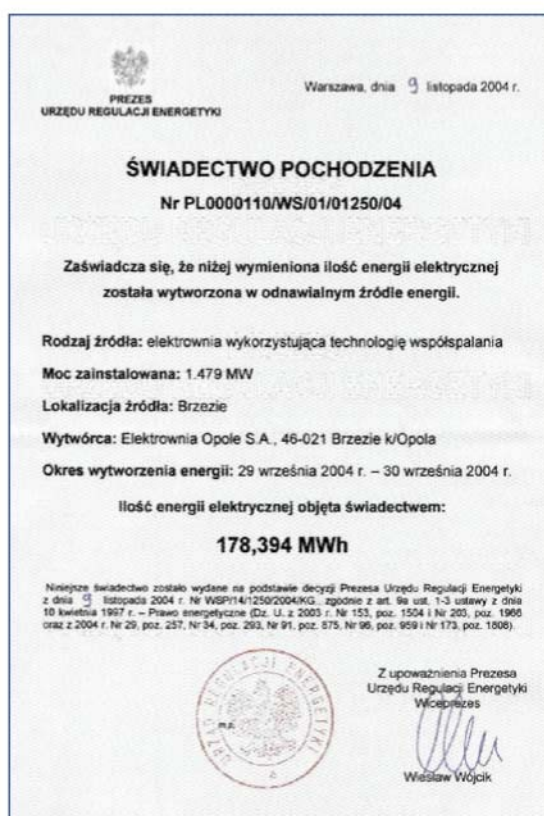 PREZES
URZĘDU REGULACJI ENERGETYKI
Warszawa, dnia 9 listopada 2004 r.
ŚWIADECTWO POCHODZENIA
Nr PL0000110/WS/01/01250/04
Zaświadcza się, że niżej wymieniona ilość energii elektrycznej
została wytworzona w odnawialnym źródle energii.
Rodzaj źródła: elektrownia wykorzystująca technologię współspalania
Moc zainstalowana: 1.479 MW
Lokalizacja źródła: Brzezie
Wytwórca: Elektrownia Opole S.A., 46-021 Brzezie k/Opola
Okres wytworzenia energii: 29 września 2004 r. – 30 września 2004 r.
Ilość energii elektrycznej objęta świadectwem:
178,394 MWh
Niniejsze świadectwo zostało wydane na podstawie decyzji Prezesa Urzędu Regulacji Energetyki
z dnia 9 listopada 2004 r. Nr WSP/14/1250/2004/KG, zgodnie z art. 9a ust. 1-3 ustawy z dnia
10 kwietnia 1997 r. – Prawo energetyczne (Dz. U. z 2003 r. Nr 153, poz. 1504 i Nr 203, poz. 1966
oraz z 2004 r. Nr 29, poz. 257, Nr 34, poz. 293, Nr 91, poz. 875, Nr 96, poz. 959 i Nr 173, poz. 1808).
URZĄD REGULACJI ENERGETYKI
m.p.
Z upoważnienia Prezesa
Urzędu Regulacji Energetyki
Wiceprezes
Wiesław Wójcik